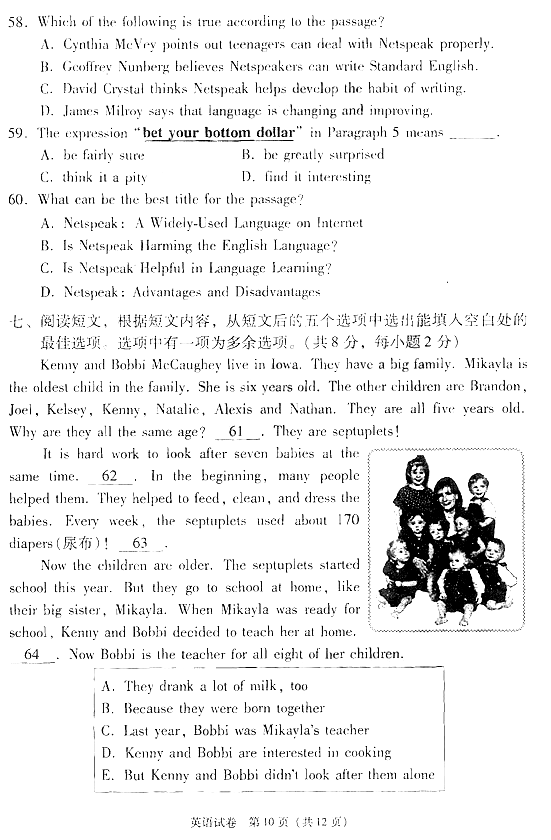 58. Which of the following is true according to the passage?
A. Cynthia McVey points out teenagers can deal with Netspeak properly.
B. Geoffrey Nunberg believes Netspeakers can write Standard English.
C. David Crystal thinks Netspeak helps develop the habit of writing.
D. James Milroy says that language is changing and improving.
59. The expression "bet your bottom dollar" in Paragraph 5 means ______.
A. be fairly sure B. be greatly surprised
C. think it a pity D. find it interesting
60. What can be the best title for the passage?
A. Netspeak: A Widely-Used Language on Internet
B. Is Netspeak Harming the English Language?
C. Is Netspeak Helpful in Language Learning?
D. Netspeak: Advantages and Disadvantages
七、阅读短文，根据短文内容，从短文后的五个选项中选出能填入空白处的
最佳选项。选项中有一项为多余选项。(共8分，每小题2分)
Kenny and Bobbi McCaughey live in Iowa. They have a big family. Mikayla is
the oldest child in the family. She is six years old. The other children are Brandon,
Joel, Kelsey, Kenny, Natalie, Alexis and Nathan. They are all five years old.
Why are they all the same age? 61 . They are septuplets!
It is hard work to look after seven babies at the
same time. 62 . In the beginning, many people
helped them. They helped to feed, clean, and dress the
babies. Every week, the septuplets used about 170
diapers(尿布)! 63 .
Now the children are older. The septuplets started
school this year. But they go to school at home, like
their big sister, Mikayla. When Mikayla was ready for
school, Kenny and Bobbi decided to teach her at home.
64 . Now Bobbi is the teacher for all eight of her children.
A. They drank a lot of milk, too
B. Because they were born together
C. Last year, Bobbi was Mikayla's teacher
D. Kenny and Bobbi are interested in cooking
E. But Kenny and Bobbi didn't look after them alone
英语试卷 第10页(共12页)